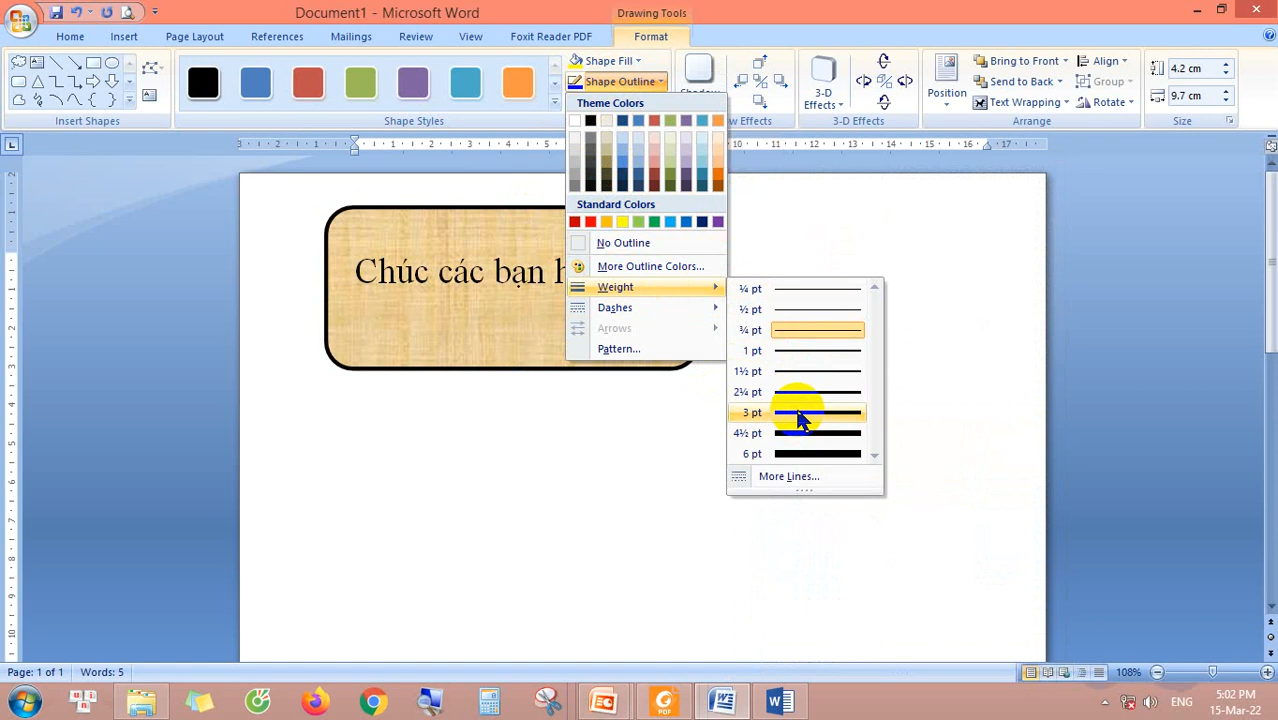 Document1 - Microsoft Word
Drawing Tools
Home Insert Page Layout References Mailings Review View Foxit Reader PDF Format
Shape Fill
Shape Outline
3-D
Effects
Position
Bring to Front
Send to Back
Text Wrapping
Align
Group
Rotate
4.2 cm
9.7 cm
Insert Shapes
Shape Styles
3-D Effects
Arrange
Size
Theme Colors
Standard Colors
No Outline
More Outline Colors...
Weight
Dashes
Arrows
Pattern...
¼ pt
½ pt
¾ pt
1 pt
1½ pt
2¼ pt
3 pt
4½ pt
6 pt
More Lines...
Chúc các bạn
Page: 1 of 1 Words: 5
108%
ENG
5:02 PM
15-Mar-22